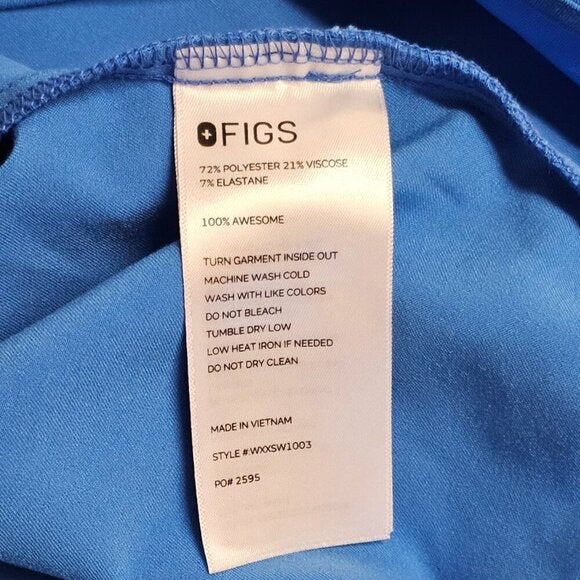 FIGS
72% POLYESTER 21% VISCOSE
7% ELASTANE
100% AWESOME
TURN GARMENT INSIDE OUT
MACHINE WASH COLD
WASH WITH LIKE COLORS
DO NOT BLEACH
TUMBLE DRY LOW
LOW HEAT IRON IF NEEDED
DO NOT DRY CLEAN
MADE IN VIETNAM
STYLE #:WXXSW1003
PO# 2595